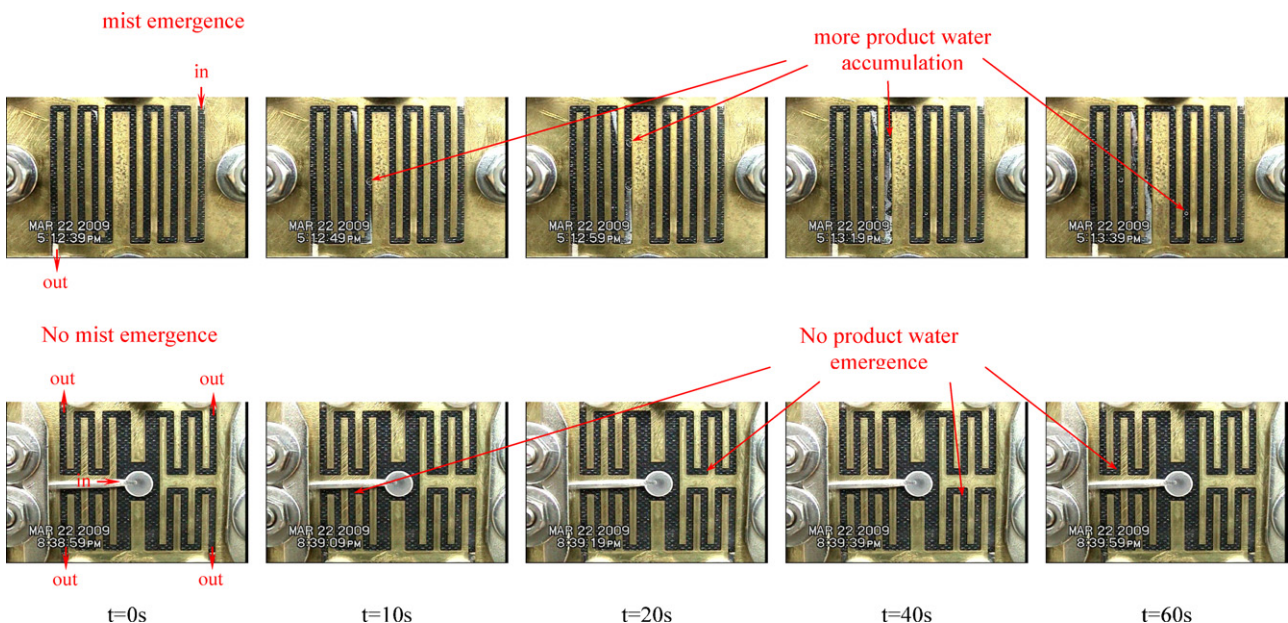 mist emergence
more product water
accumulation
in
MAR 22 2009
5:12:39PM
MAR 22 2009
5:12:49PM
MAR 22 2009
5:12:59PM
MAR 22 2009
5:13:19PM
MAR 22 2009
5:13:39PM
out
No mist emergence
No product water
emergence
out
out
in
MAR 22 2009
8:38:59PM
MAR 22 2009
8:39:09PM
MAR 22 2009
8:39:19PM
MAR 22 2009
8:39:39PM
MAR 22 2009
8:39:59PM
out
out
t=0s
t=10s
t=20s
t=40s
t=60s